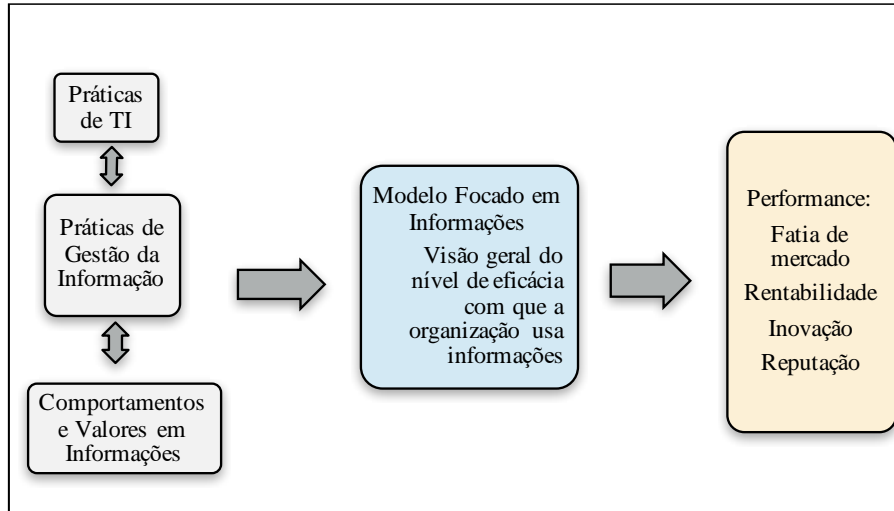 Práticas
de TI
Práticas de
Gestão da
Informação
Comportamentos
e Valores em
Informações
Modelo Focado em
Informações
Visão geral do
nível de eficácia
com que a
organização usa
informações
Performance:
Fatia de
mercado
Rentabilidade
Inovação
Reputação